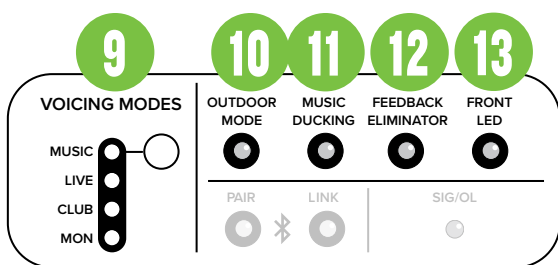 9 10 11 12 13
VOICING MODES
MUSIC
LIVE
CLUB
MON
OUTDOOR
MODE
MUSIC
DUCKING
FEEDBACK
ELIMINATOR
FRONT
LED
PAIR
LINK
SIG/OL